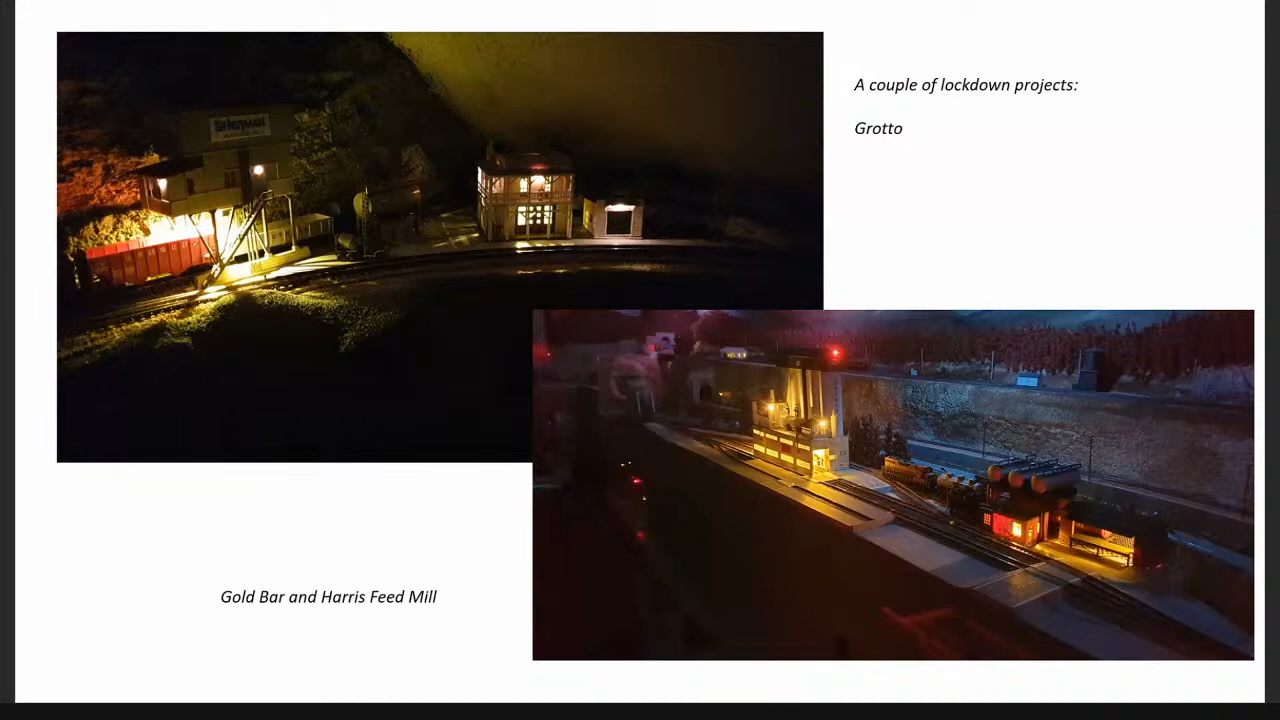 A couple of lockdown projects:
Grotto
Gold Bar and Harris Feed Mill